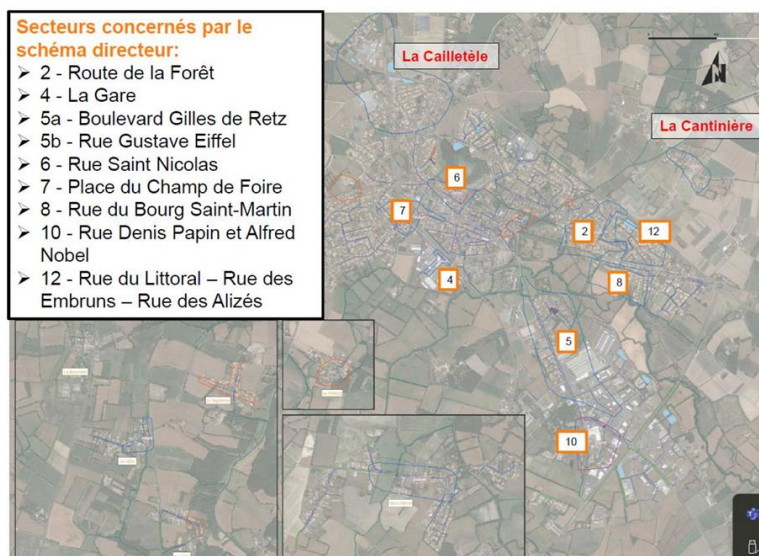 Secteurs concernés par le
schéma directeur:
➢ 2 - Route de la Forêt
➢ 4 - La Gare
➢ 5a - Boulevard Gilles de Retz
➢ 5b - Rue Gustave Eiffel
➢ 6 - Rue Saint Nicolas
➢ 7 - Place du Champ de Foire
➢ 8 - Rue du Bourg Saint-Martin
➢ 10 - Rue Denis Papin et Alfred
Nobel
➢ 12 - Rue du Littoral – Rue des
Embruns – Rue des Alizés
La Cailletèle
N
La Cantinière
6
7
2
12
4
8
5
10